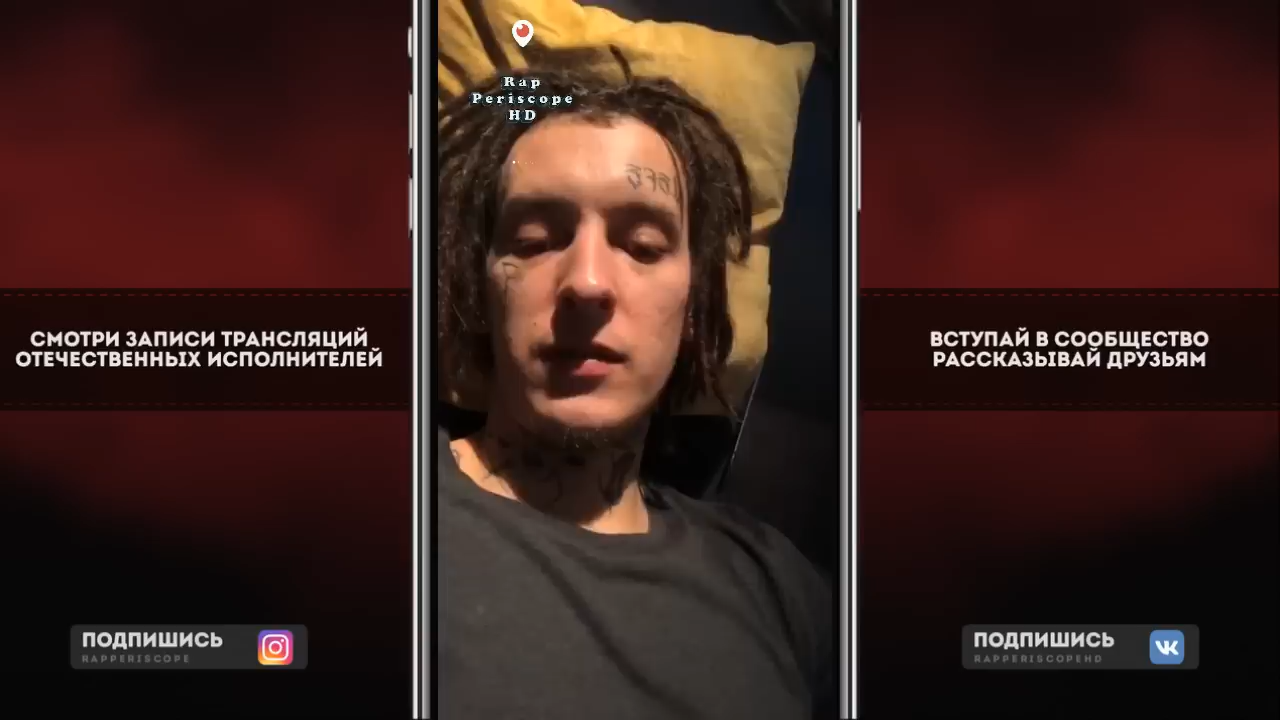 Rap
Periscope
HD
СМОТРИ ЗАПИСИ ТРАНСЛЯЦИЙ
ОТЕЧЕСТВЕННЫХ ИСПОЛНИТЕЛЕЙ
ВСТУПАЙ В СООБЩЕСТВО
РАССКАЗЫВАЙ ДРУЗЬЯМ
ПОДПИШИСЬ
RAPPERISCOPE
ПОДПИШИСЬ
RAPPERISCOPEHD